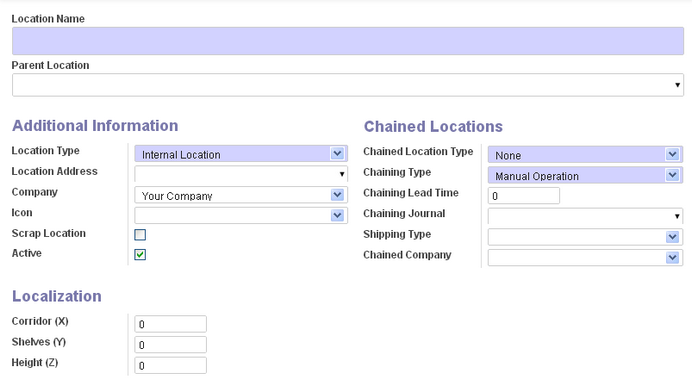 Location Name
Parent Location
Additional Information
Location Type Internal Location
Location Address
Company Your Company
Icon
Scrap Location
Active
Chained Locations
Chained Location Type None
Chaining Type Manual Operation
Chaining Lead Time 0
Chaining Journal
Shipping Type
Chained Company
Localization
Corridor (X) 0
Shelves (Y) 0
Height (Z) 0